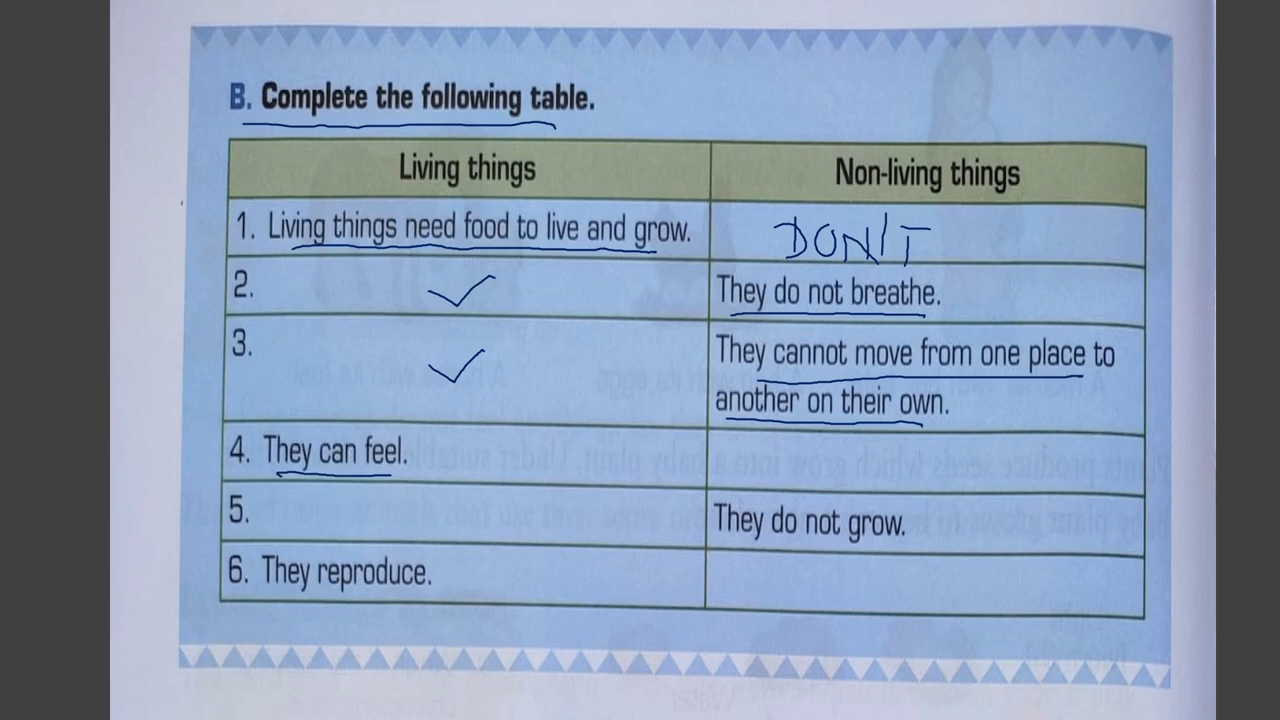 B. Complete the following table.
Living things
Non-living things
1. Living things need food to live and grow.
DON'T
2.
They do not breathe.
3.
They cannot move from one place to
another on their own.
4. They can feel.
5.
They do not grow.
6. They reproduce.